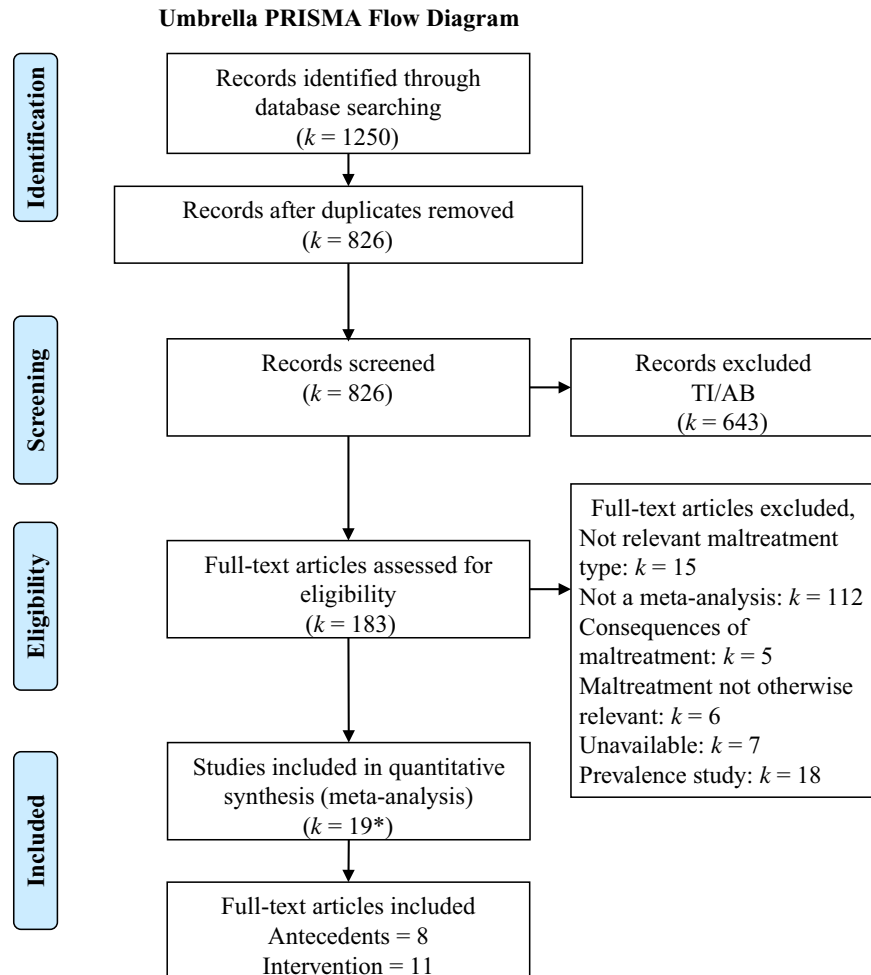 Umbrella PRISMA Flow Diagram
Identification
Records identified through
database searching
(k = 1250)
Records after duplicates removed
(k = 826)
Screening
Records screened
(k = 826)
Records excluded
TI/AB
(k = 643)
Eligibility
Full-text articles assessed for
eligibility
(k = 183)
Full-text articles excluded,
Not relevant maltreatment
type: k = 15
Not a meta-analysis: k = 112
Consequences of
maltreatment: k = 5
Maltreatment not otherwise
relevant: k = 6
Unavailable: k = 7
Prevalence study: k = 18
Included
Studies included in quantitative
synthesis (meta-analysis)
(k = 19*)
Full-text articles included
Antecedents = 8
Intervention = 11